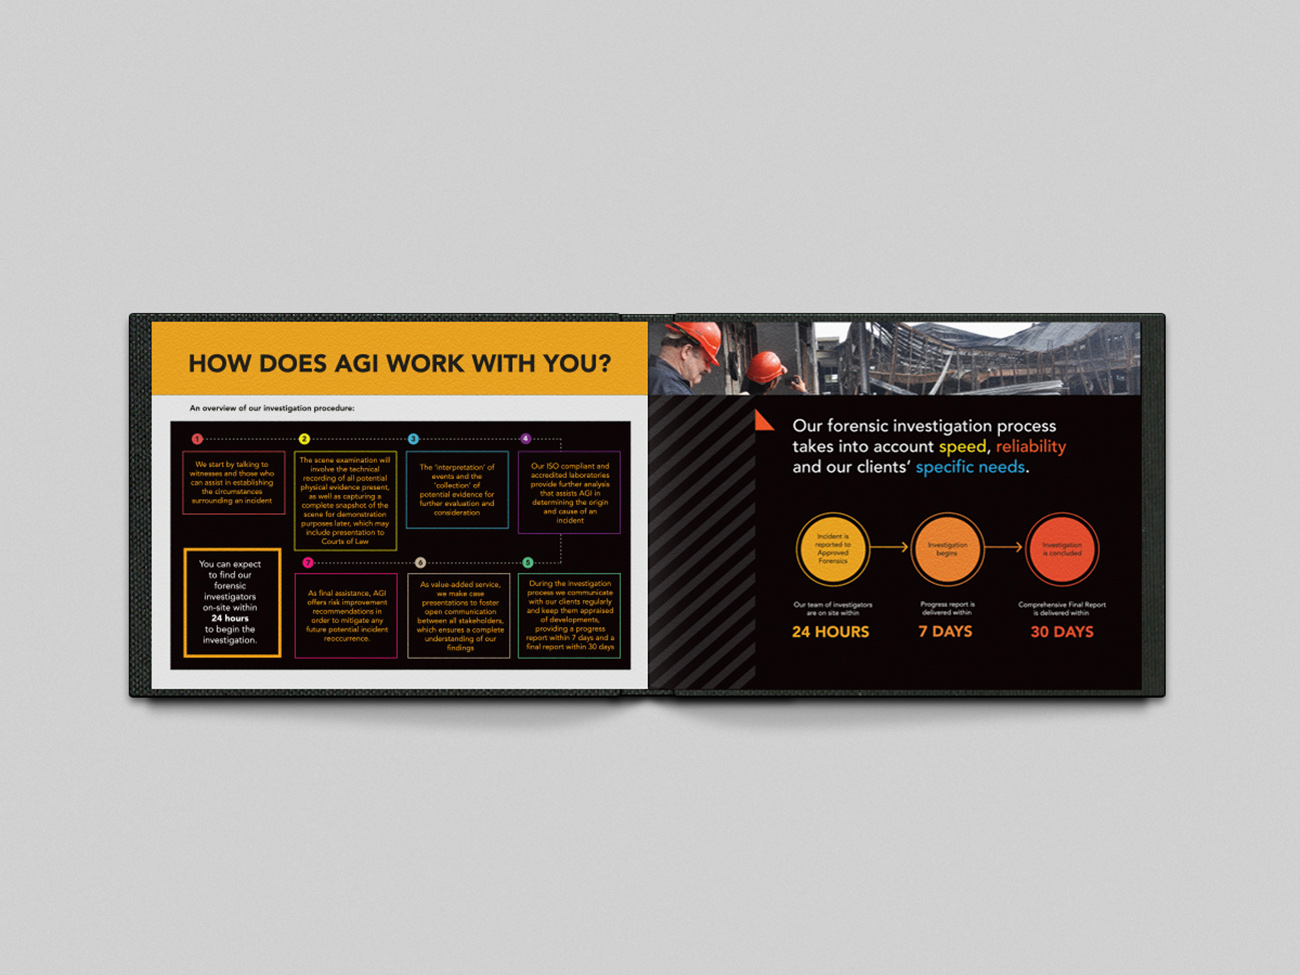 HOW DOES AGI WORK WITH YOU?
An overview of our investigation procedure:
1
We start by talking to
witnesses and those who
can assist in establishing
the circumstances
surrounding an incident
2
The scene examination will
involve the technical
recording of all potential
physical evidence present,
as well as capturing a
complete snapshot of the
scene for demonstration
purposes later, which may
include presentation to
Courts of Law
3
The 'interpretation' of
events and the
'collection' of
potential evidence for
further evaluation and
consideration
4
Our ISO compliant and
accredited laboratories
provide further analysis
that assists AGI in
determining the origin
and cause of an
incident
5
During the investigation
process we communicate
with our clients regularly
and keep them appraised
of developments,
providing a progress
report within 7 days and a
final report within 30 days
6
As value-added service,
we make case
presentations to foster
open communication
between all stakeholders,
which ensures a complete
understanding of our
findings
7
As final assistance, AGI
offers risk improvement
recommendations in
order to mitigate any
future potential incident
reoccurrence.
You can expect
to find our
forensic
investigators
on-site within
24 hours
to begin the
investigation.
Our forensic investigation process
takes into account speed, reliability
and our clients' specific needs.
Incident is
reported to
Approved
Forensics
Investigation
begins
Investigation
is concluded
Our team of investigators
are on site within
24 HOURS
Progress report is
delivered within
7 DAYS
Comprehensive Final Report
is delivered within
30 DAYS